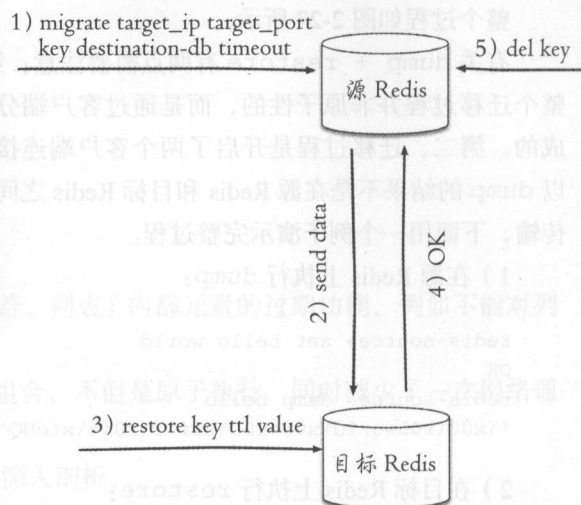 1) migrate target_ip target_port
key destination-db timeout
5) del key
源 Redis
2) send data
4) OK
3) restore key ttl value
目标 Redis